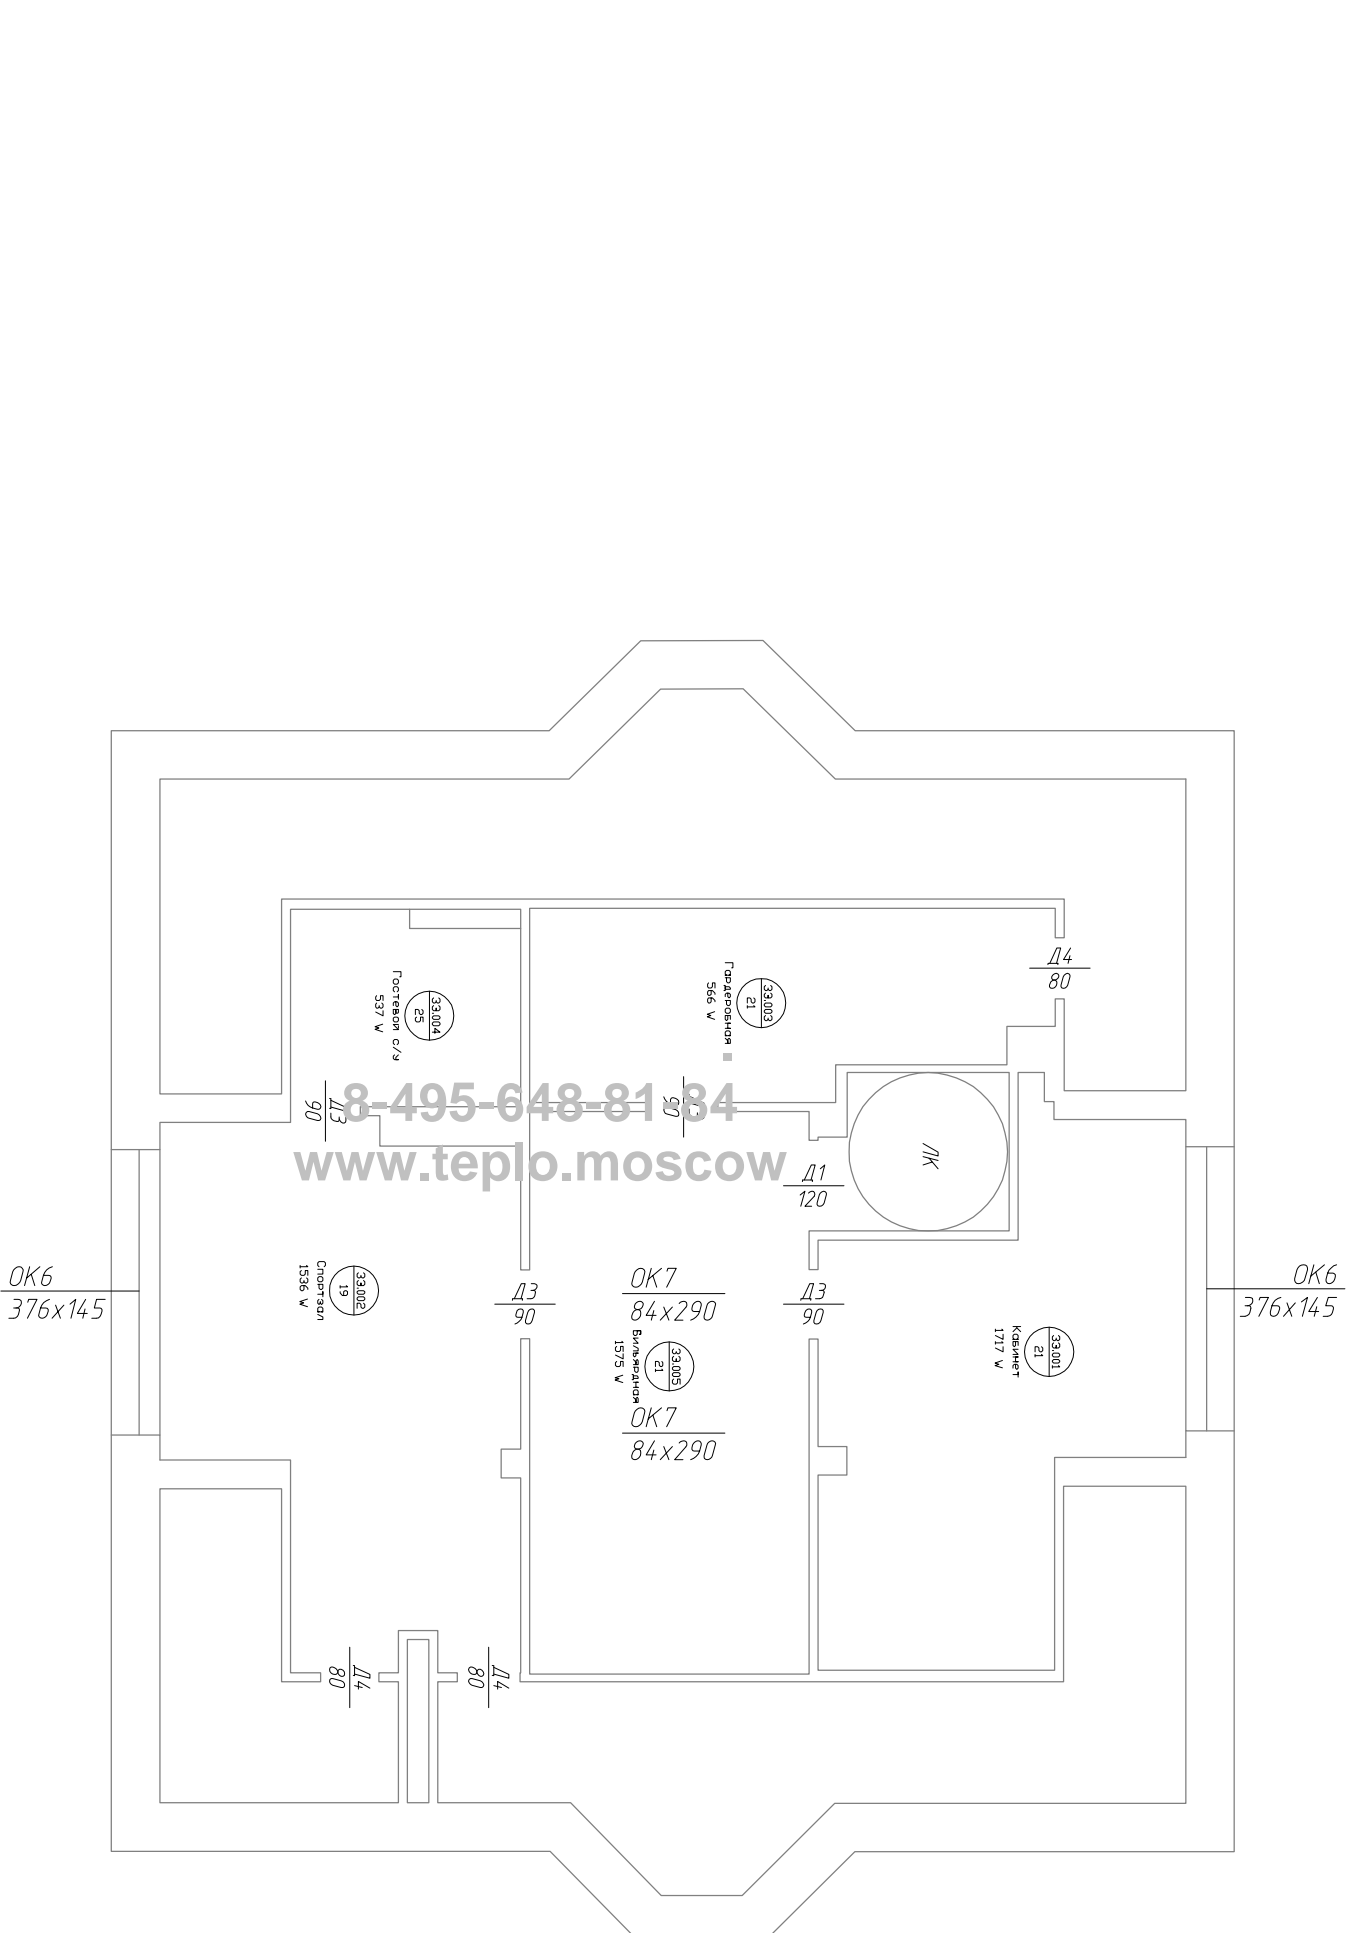 Д4
80
33.003
21
Гардеробная
566 W
33.004
25
Гостевой с/у
537 W
Д3
90
Д3
90
8-495-648-81-84
www.teplo.moscow
ЛК
Д1
120
ОК6
376х145
33.002
19
Спортзал
1536 W
Д3
90
ОК7
84х290
Д3
90
ОК6
376х145
33.005
21
Бильярдная
1575 W
33.001
21
Кабинет
1717 W
ОК7
84х290
Д4
80
Д4
80